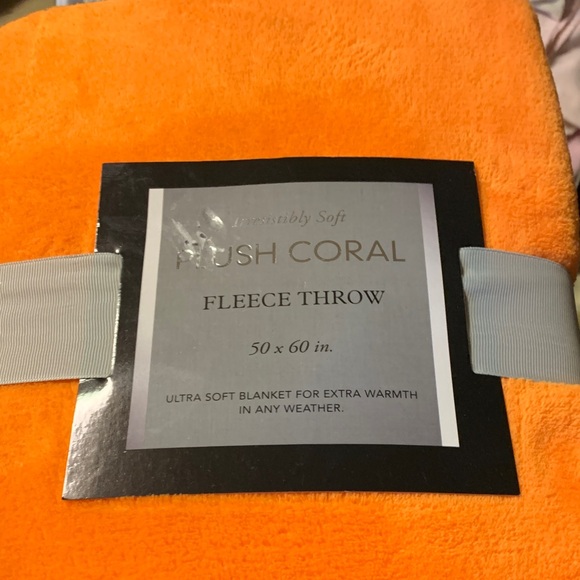 Irresistibly Soft
PLUSH CORAL
FLEECE THROW
50 x 60 in.
ULTRA SOFT BLANKET FOR EXTRA WARMTH
IN ANY WEATHER.